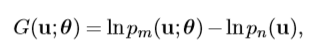 G(u; θ) = ln p_m(u; θ) − ln p_n(u),